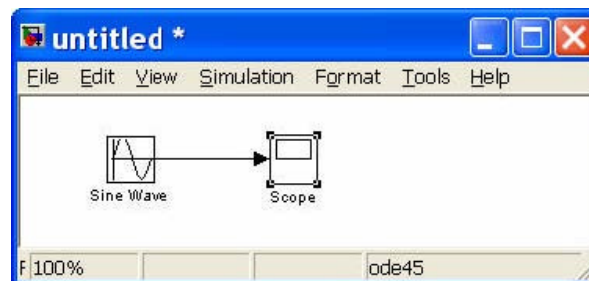 untitled *
File Edit View Simulation Format Tools Help
Sine Wave
Scope
F 100% ode45